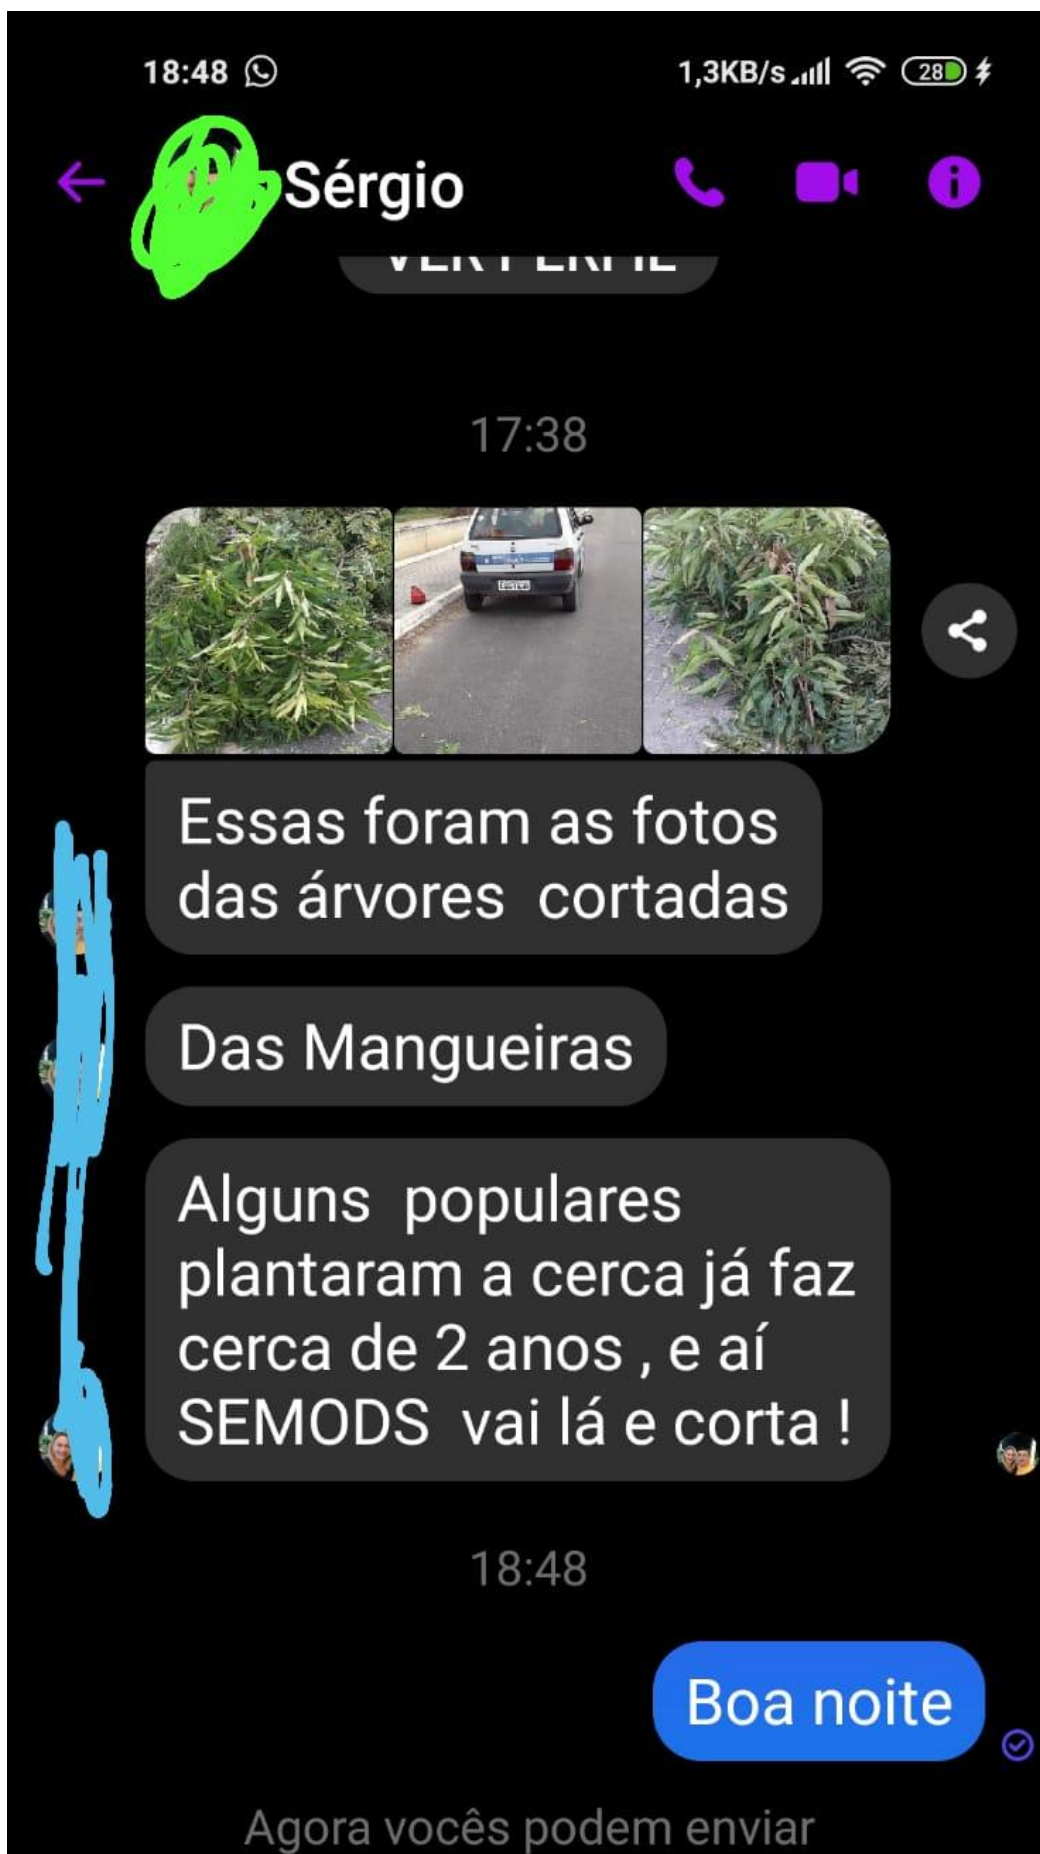 18:48
1,3KB/s
28
Sérgio
VER PERFIL
17:38
Essas foram as fotos
das árvores cortadas
Das Mangueiras
Alguns populares
plantaram a cerca já faz
cerca de 2 anos , e aí
SEMODS vai lá e corta !
18:48
Boa noite
Agora vocês podem enviar